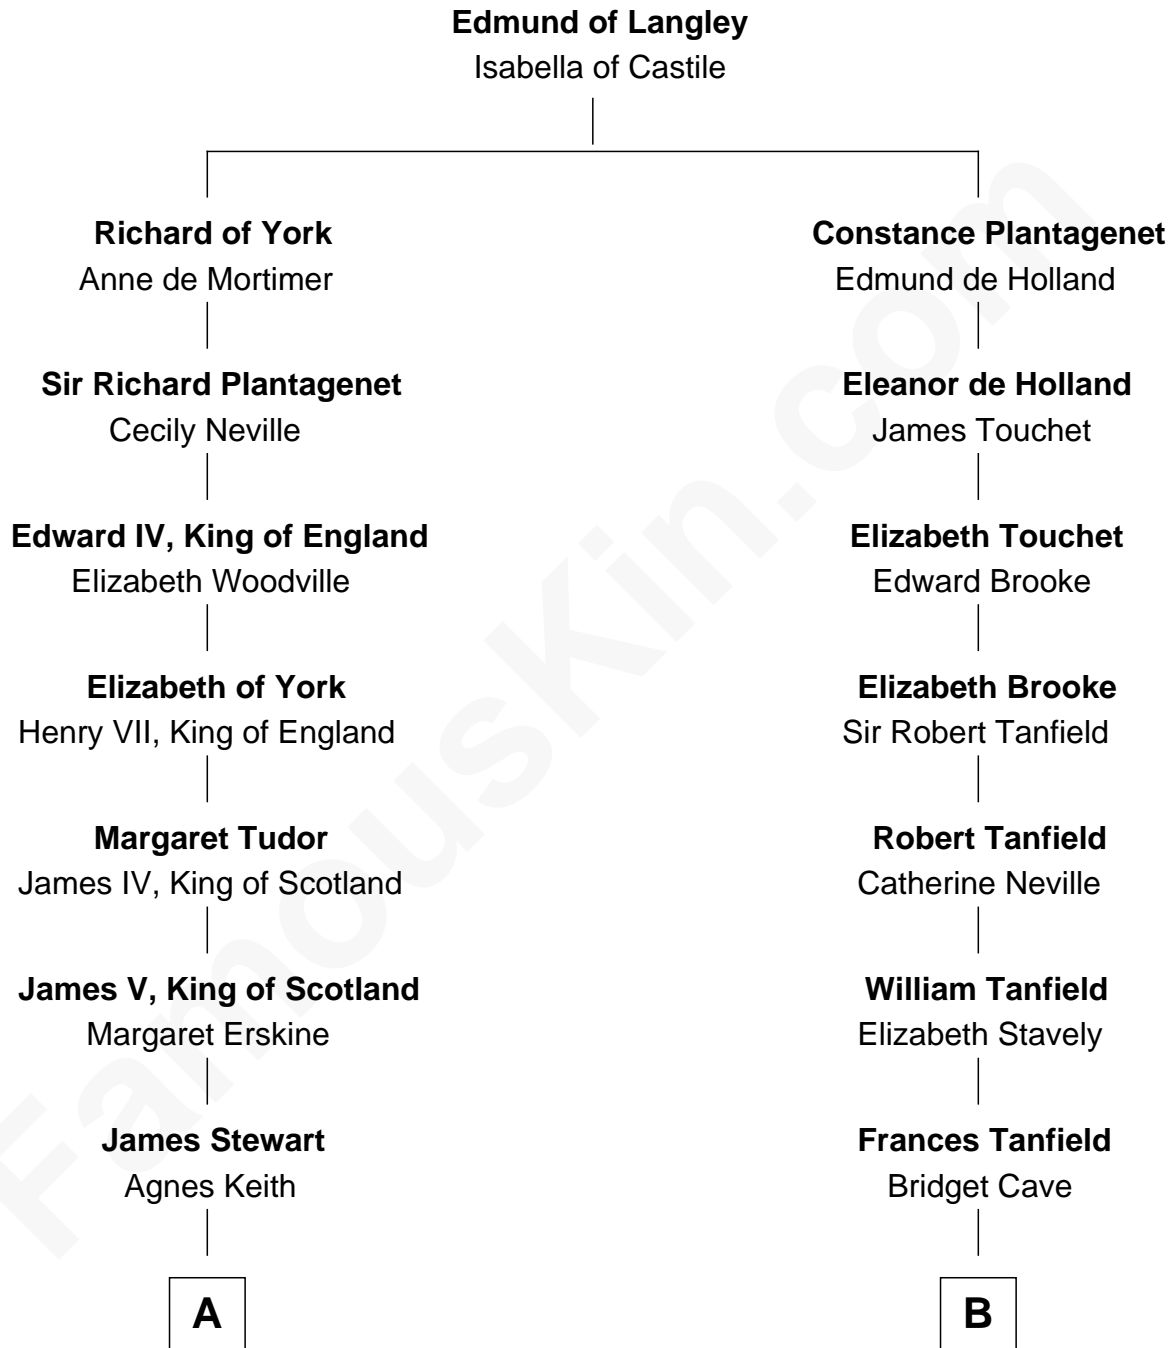 Edmund of Langley
Isabella of Castile
Richard of York
Anne de Mortimer
Constance Plantagenet
Edmund de Holland
Sir Richard Plantagenet
Cecily Neville
Eleanor de Holland
James Touchet
Edward IV, King of England
Elizabeth Woodville
Elizabeth Touchet
Edward Brooke
Elizabeth of York
Henry VII, King of England
Elizabeth Brooke
Sir Robert Tanfield
Margaret Tudor
James IV, King of Scotland
Robert Tanfield
Catherine Neville
James V, King of Scotland
Margaret Erskine
William Tanfield
Elizabeth Stavely
James Stewart
Agnes Keith
Frances Tanfield
Bridget Cave
A
B
FamousKin.com